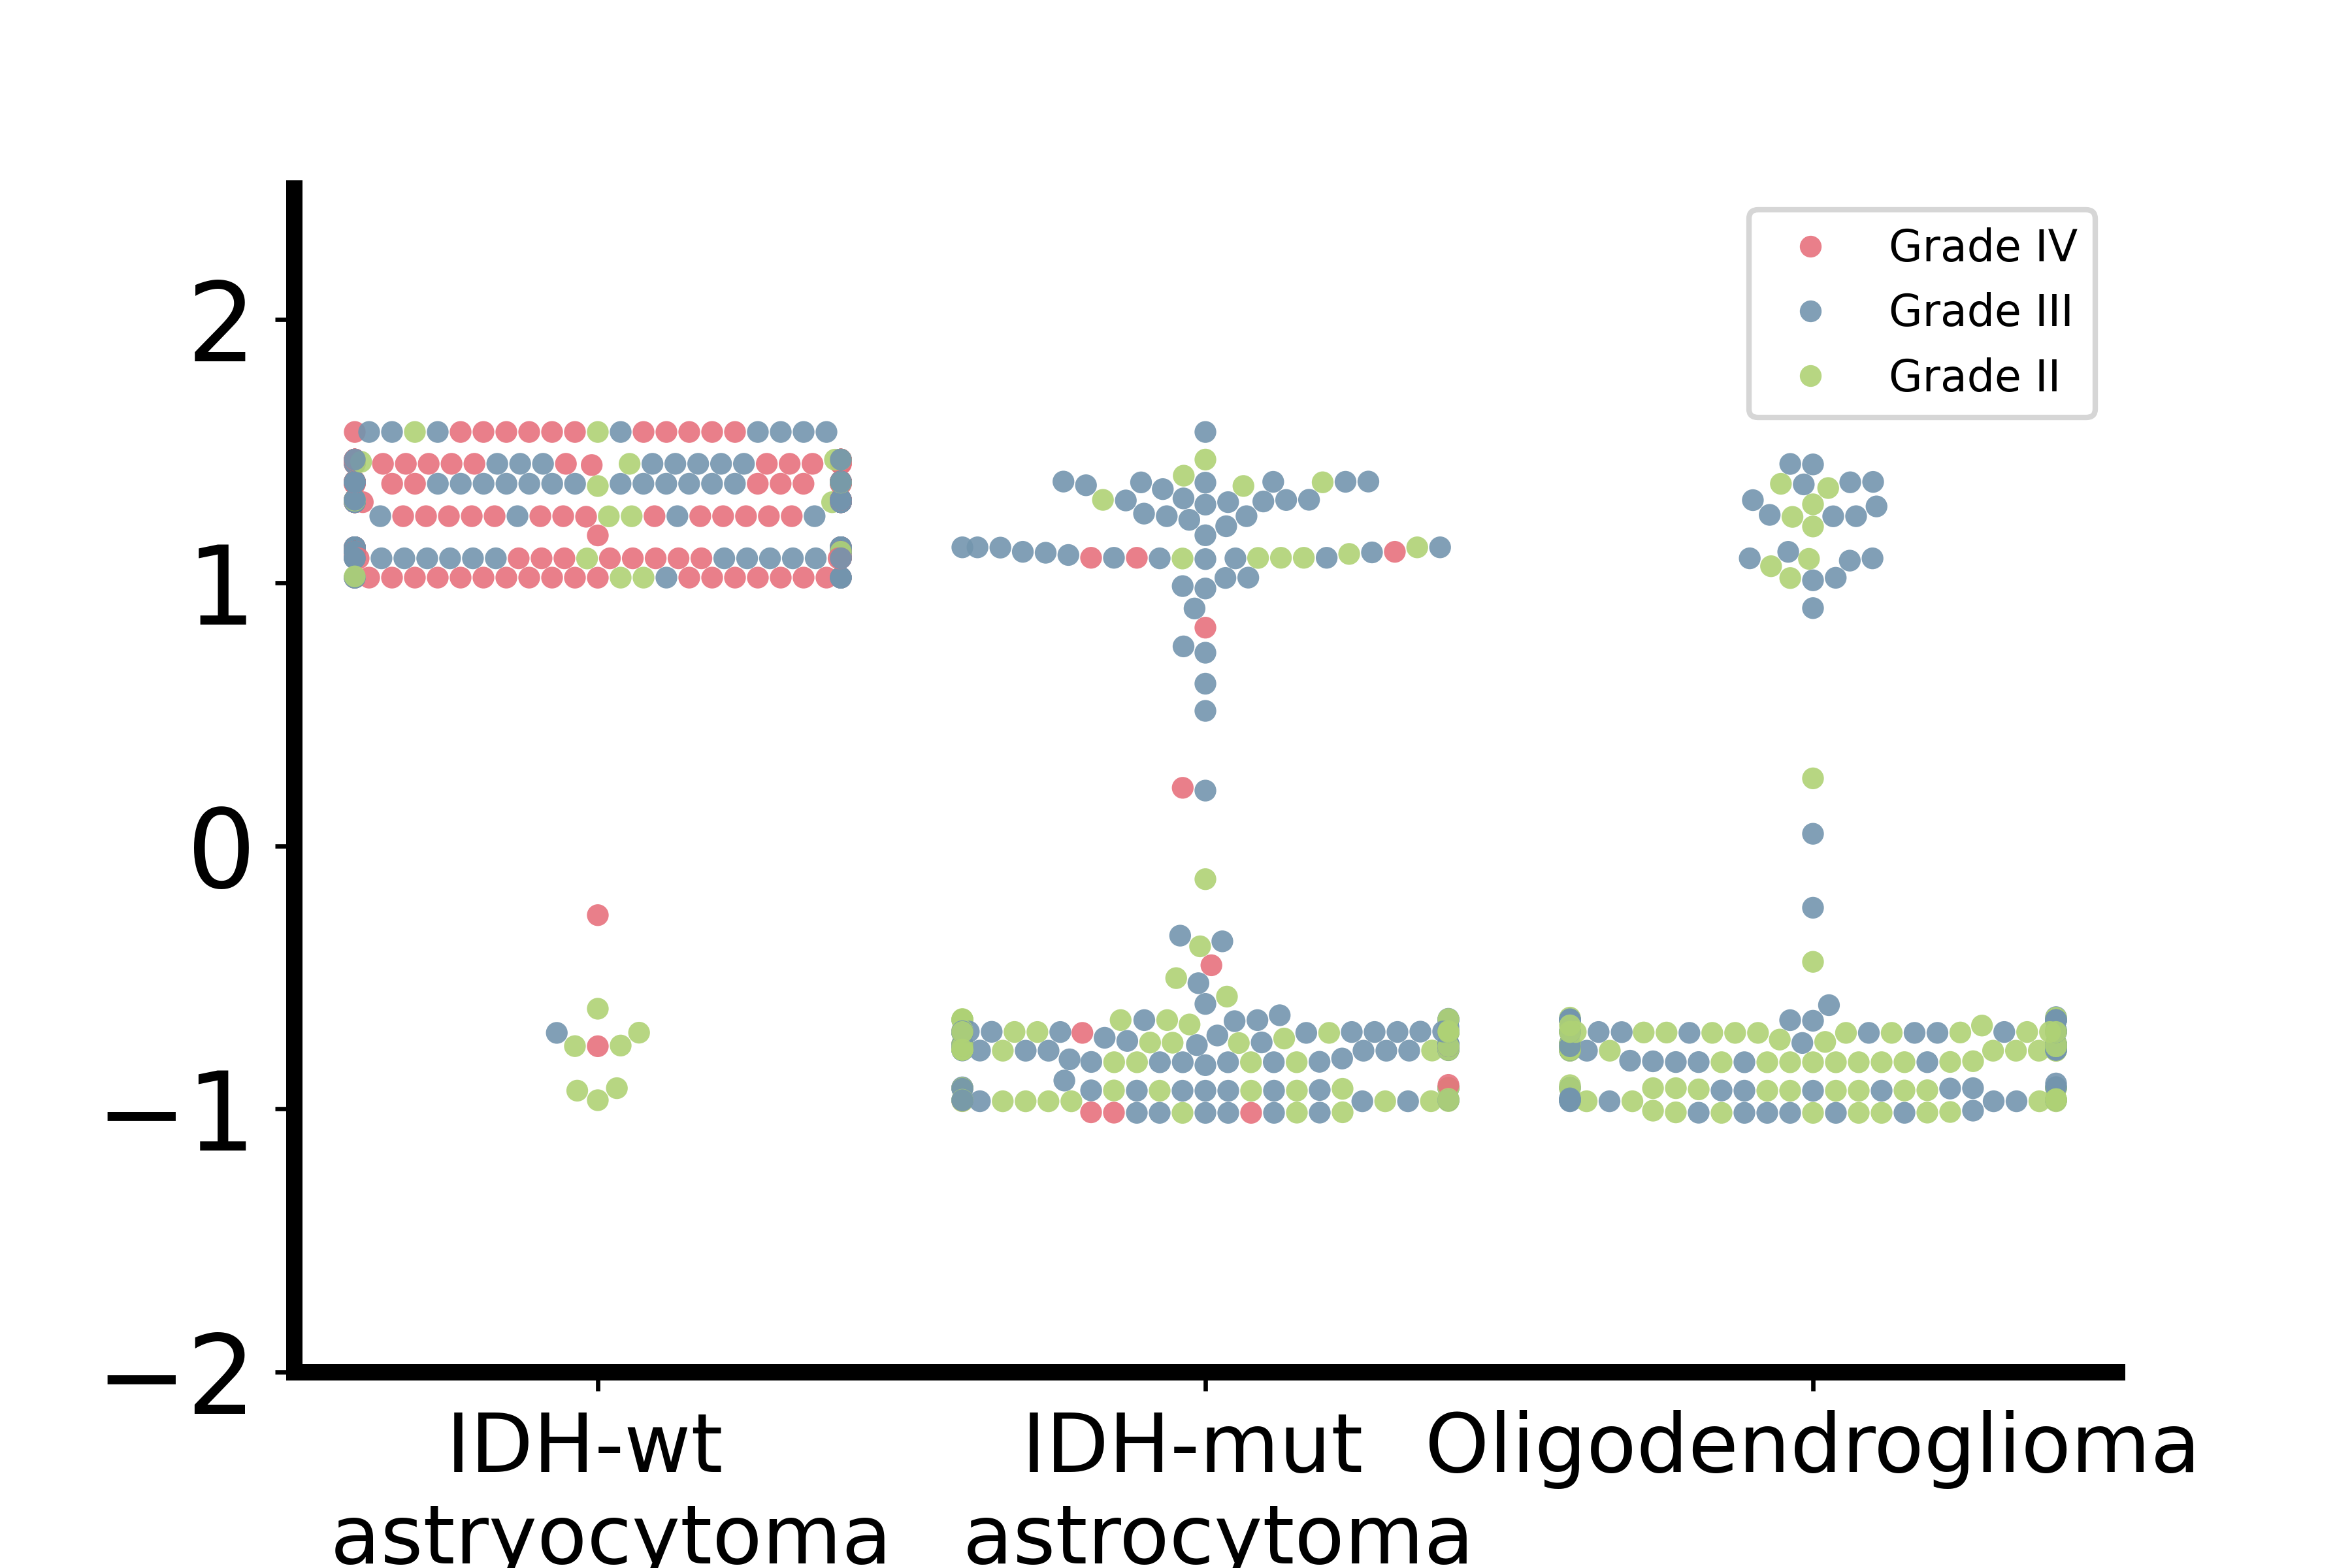 Grade IV
Grade III
Grade II
2
1
0
−1
−2
IDH-wt
astryocytoma
IDH-mut
astrocytoma
Oligodendroglioma